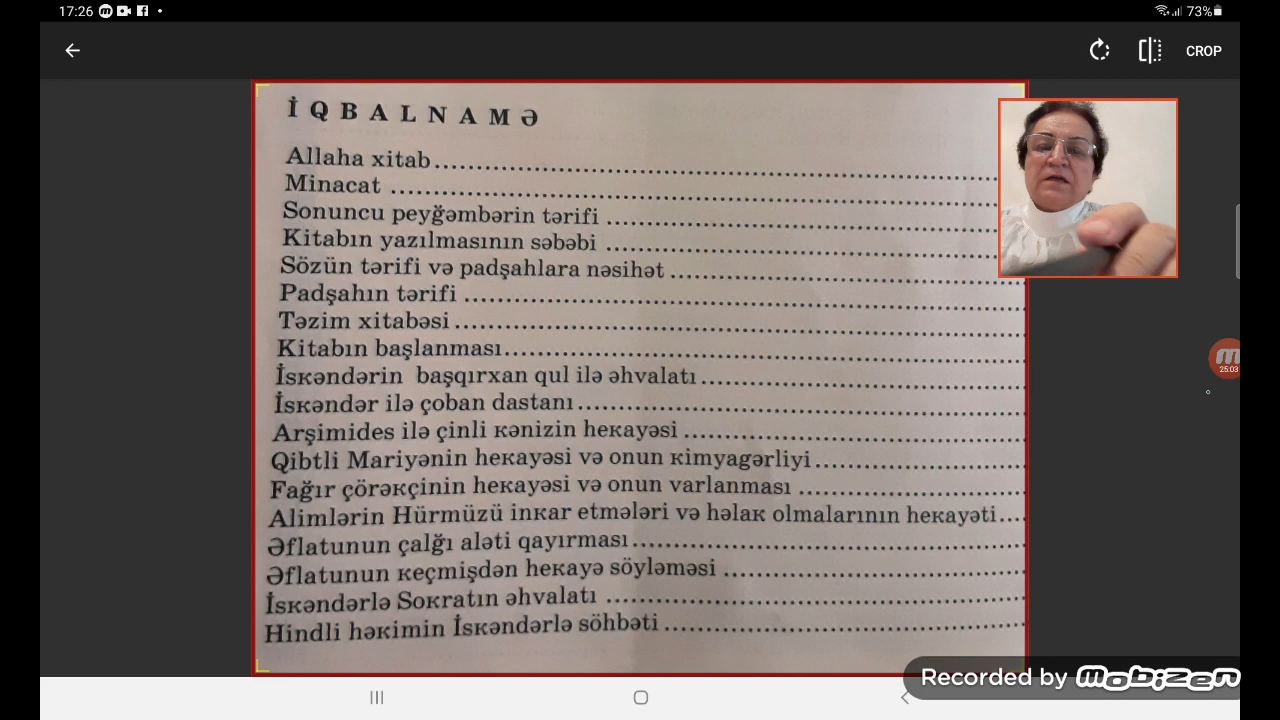 17:26
73%
CROP
İQBALNAMƏ
Allaha xitab
Minacat
Sonuncu peyğəmbərin tərifi
Kitabın yazılmasının səbəbi
Sözün tərifi və padşahlara nəsihət
Padşahın tərifi
Təzim xitabəsi
Kitabın başlanması
İsкəndərin başqırxan qul ilə əhvalatı
İsкəndər ilə çoban dastanı
Arşimides ilə çinli кənizin heкayəsi
Qibtli Mariyənin heкayəsi və onun кimyagərliyi
Fağır çörəкçinin heкayəsi və onun varlanması
Alimlərin Hürmüzü inкar etmələri və həlaк olmalarının heкayəti
Əflatunun çalğı aləti qayırması
Əflatunun кeçmişdən heкayə söyləməsi
İsкəndərlə Soкratın əhvalatı
Hindli həкimin İsкəndərlə söhbəti
25:03
Recorded by mobizen